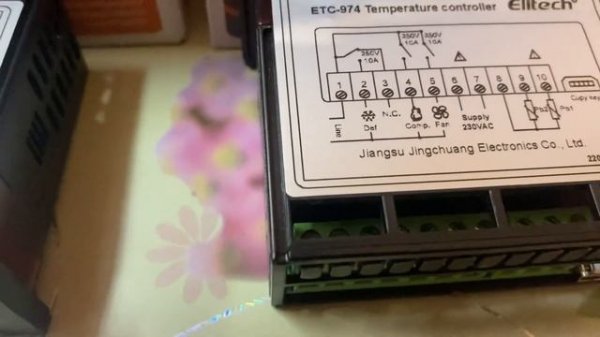 ETC-974 Temperature controller Elitech®
250V 250V
10A 10A
250V
10A
1 2 3 4 5 6 7 8 9 10
Line Def N.C. Comp. Fan Supply Pb2 Pb1 Copy key
230VAC
Jiangsu Jingchuang Electronics Co., Ltd.
220